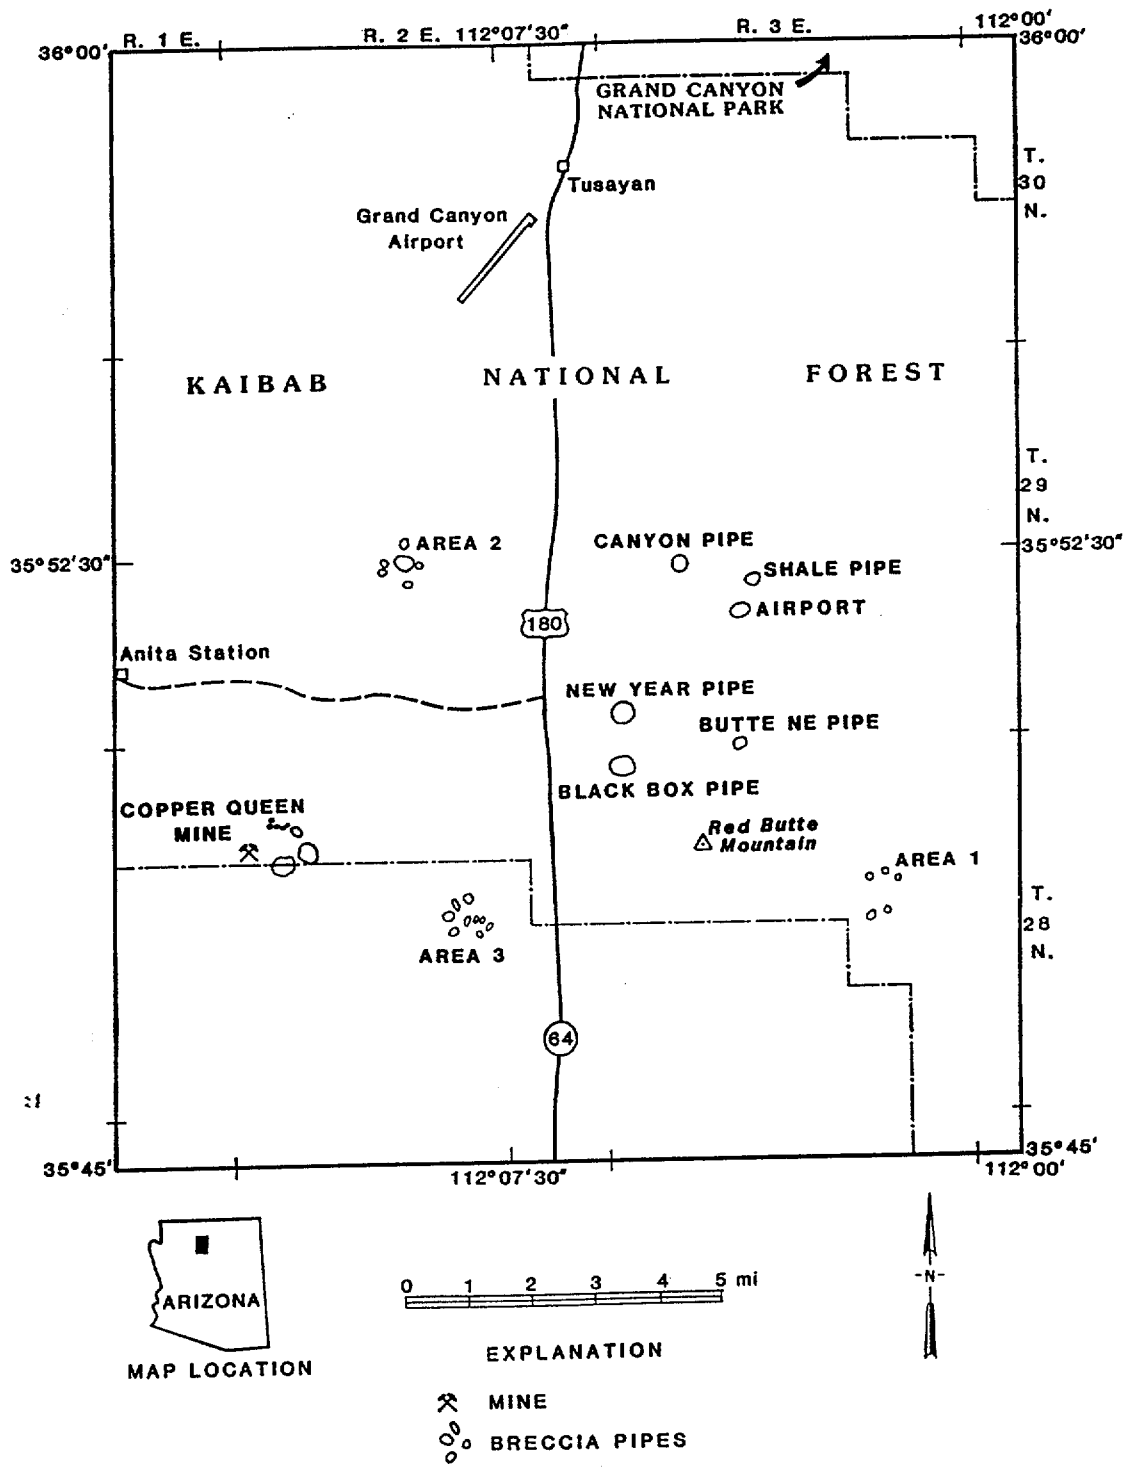 R. 1 E.
R. 2 E.
112°07'30"
R. 3 E.
112°00'
36°00'
36°00'
GRAND CANYON
NATIONAL PARK
T.
30
N.
Tusayan
Grand Canyon
Airport
KAIBAB NATIONAL FOREST
T.
29
N.
AREA 2
CANYON PIPE
35°52'30"
35°52'30"
SHALE PIPE
AIRPORT
180
Anita Station
NEW YEAR PIPE
BUTTE NE PIPE
BLACK BOX PIPE
COPPER QUEEN
MINE
Red Butte
Mountain
AREA 1
T.
28
N.
AREA 3
64
35°45'
35°45'
112°07'30"
112°00'
0 1 2 3 4 5 mi
-N-
ARIZONA
MAP LOCATION
EXPLANATION
MINE
BRECCIA PIPES